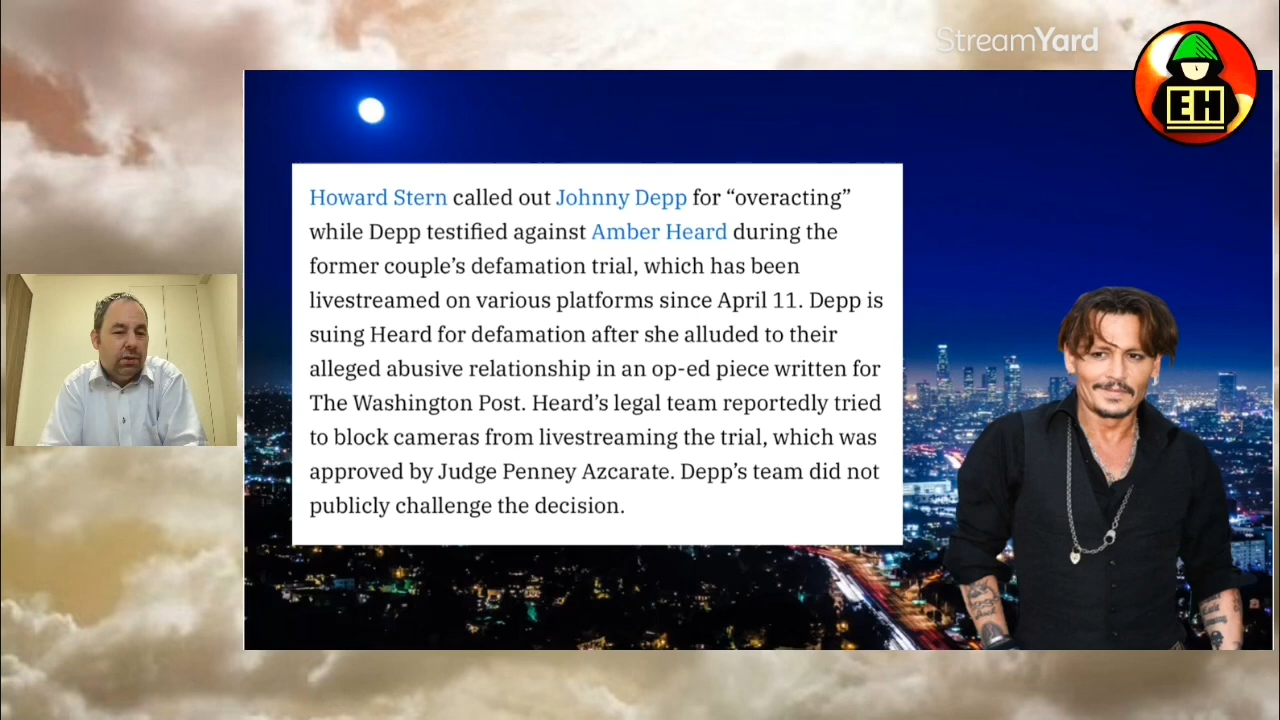 StreamYard
EH
Howard Stern called out Johnny Depp for “overacting”
while Depp testified against Amber Heard during the
former couple’s defamation trial, which has been
livestreamed on various platforms since April 11. Depp is
suing Heard for defamation after she alluded to their
alleged abusive relationship in an op-ed piece written for
The Washington Post. Heard’s legal team reportedly tried
to block cameras from livestreaming the trial, which was
approved by Judge Penney Azcarate. Depp’s team did not
publicly challenge the decision.